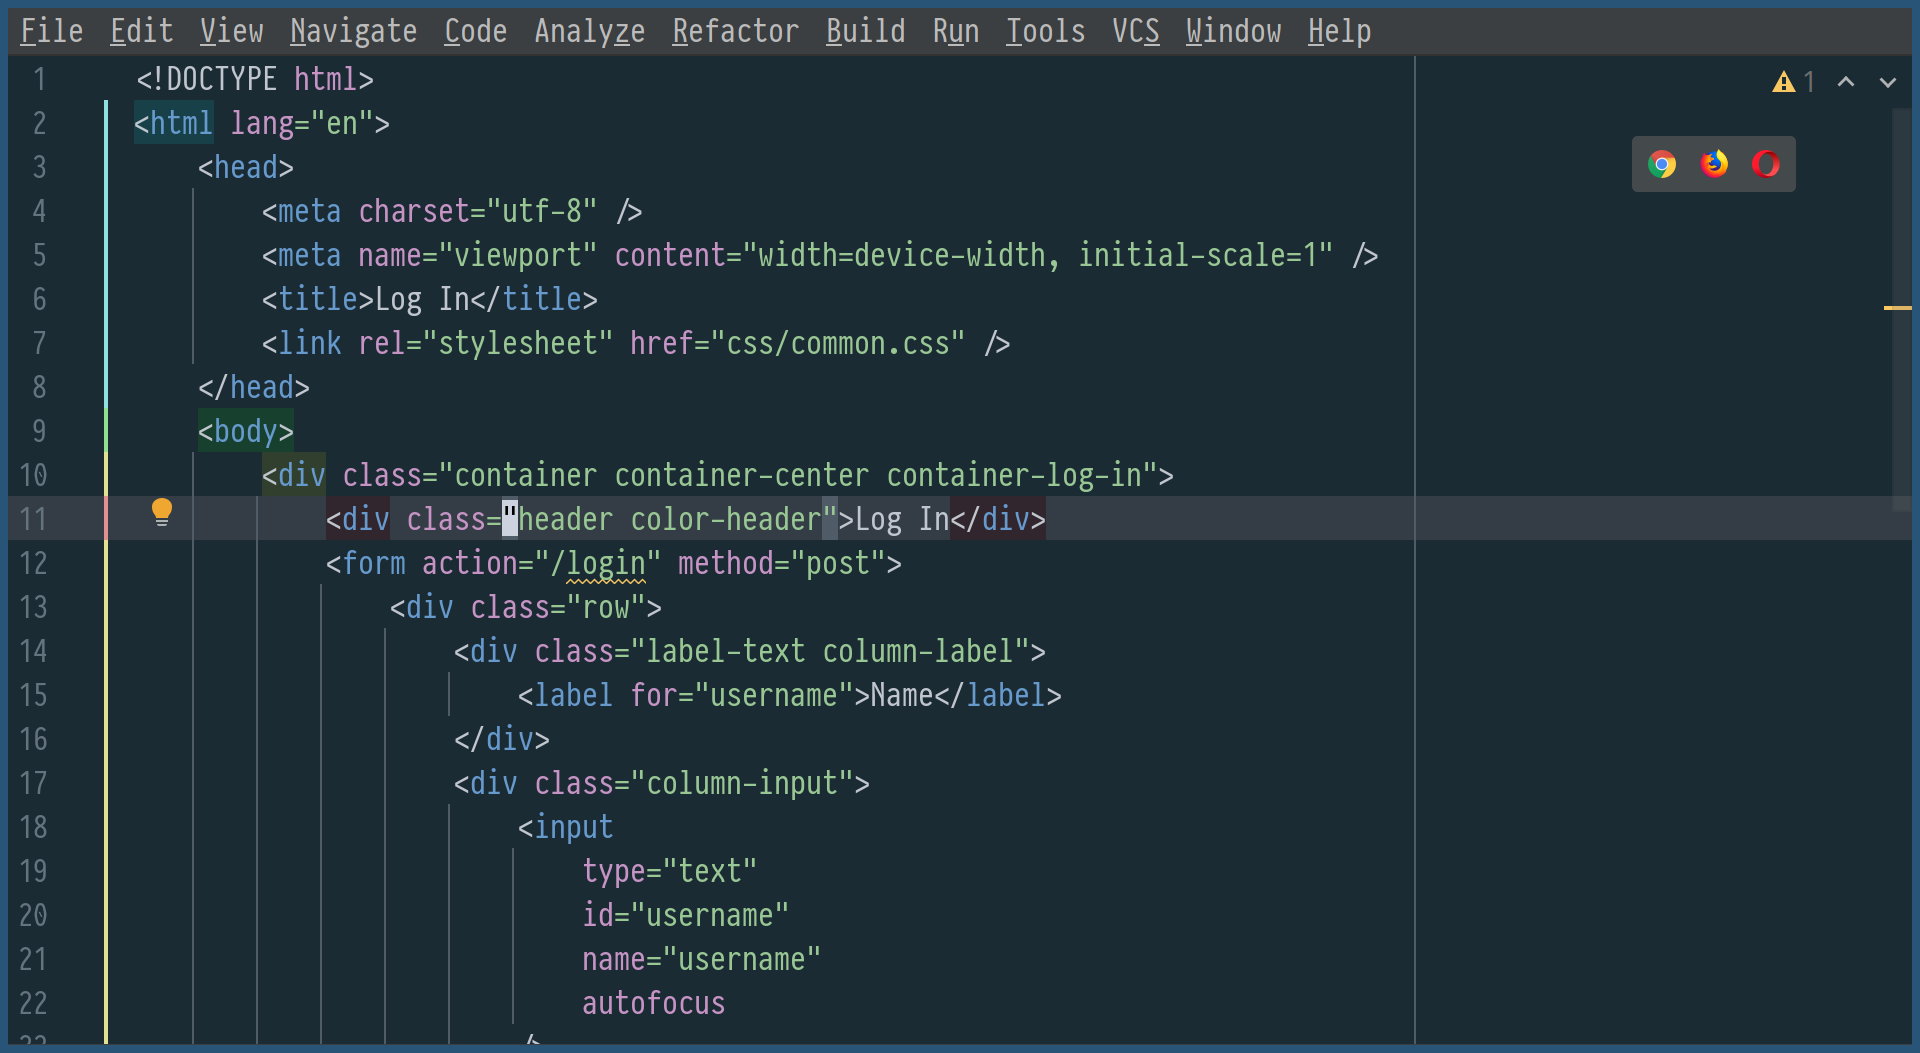 File Edit View Navigate Code Analyze Refactor Build Run Tools VCS Window Help
1 <!DOCTYPE html>
1
2 <html lang="en">
3 <head>
4 <meta charset="utf-8" />
5 <meta name="viewport" content="width=device-width, initial-scale=1" />
6 <title>Log In</title>
7 <link rel="stylesheet" href="css/common.css" />
8 </head>
9 <body>
10 <div class="container container-center container-log-in">
11 <div class="header color-header">Log In</div>
12 <form action="/login" method="post">
13 <div class="row">
14 <div class="label-text column-label">
15 <label for="username">Name</label>
16 </div>
17 <div class="column-input">
18 <input
19 type="text"
20 id="username"
21 name="username"
22 autofocus